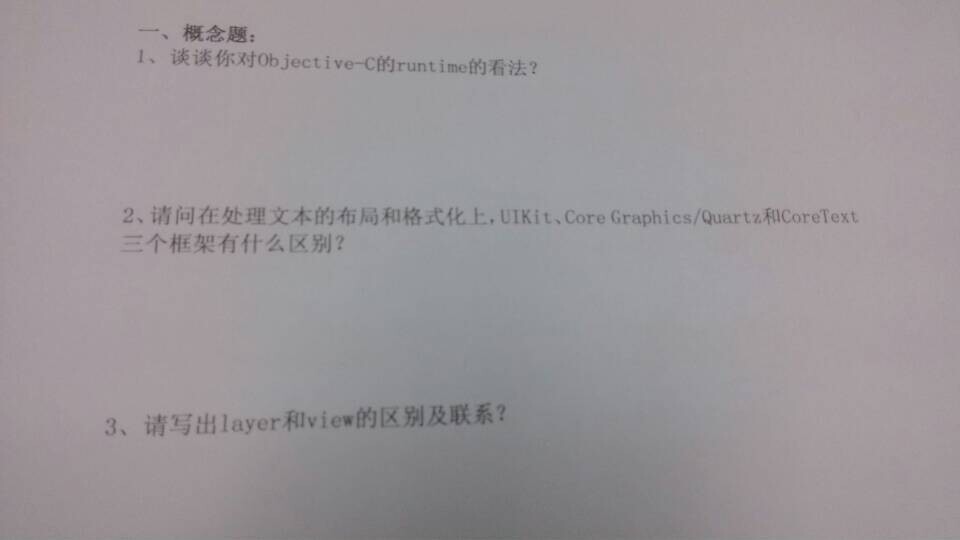 一、概念题：
1、谈谈你对Objective-C的runtime的看法？
2、请问在处理文本的布局和格式化上，UIKit、Core Graphics/Quartz和CoreText
三个框架有什么区别？
3、请写出layer和view的区别及联系？